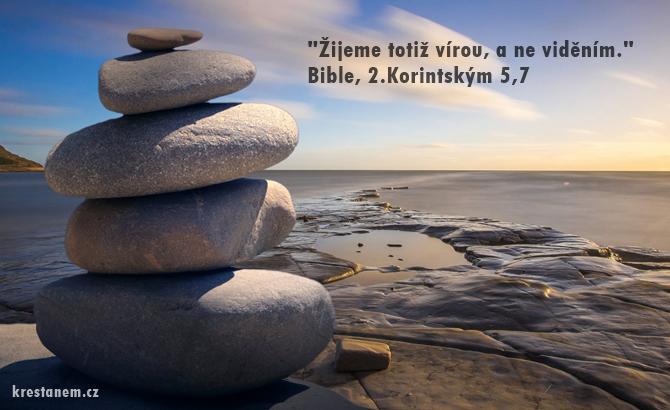 "Žijeme totiž vírou, a ne viděním."
Bible, 2.Korintským 5,7
krestanem.cz